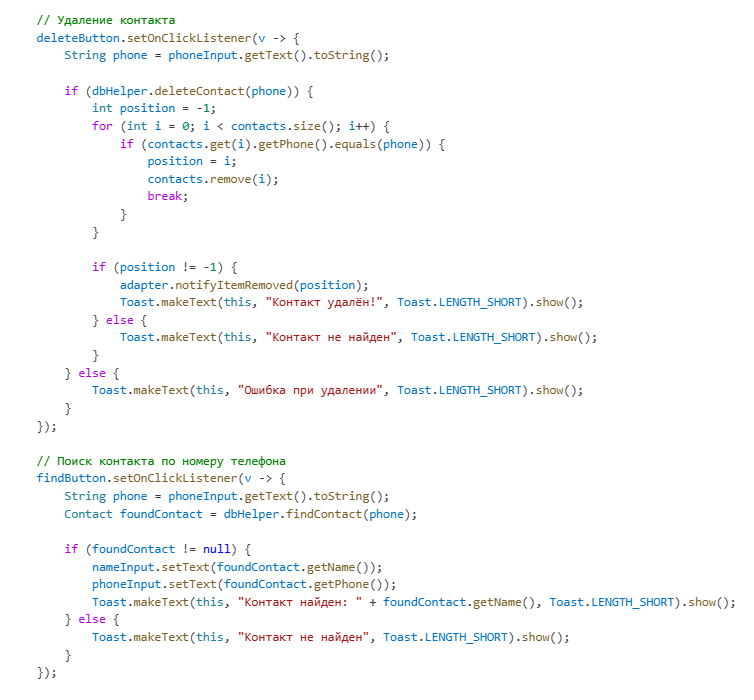 // Удаление контакта
deleteButton.setOnClickListener(v -> {
    String phone = phoneInput.getText().toString();

    if (dbHelper.deleteContact(phone)) {
        int position = -1;
        for (int i = 0; i < contacts.size(); i++) {
            if (contacts.get(i).getPhone().equals(phone)) {
                position = i;
                contacts.remove(i);
                break;
            }
        }

        if (position != -1) {
            adapter.notifyItemRemoved(position);
            Toast.makeText(this, "Контакт удалён!", Toast.LENGTH_SHORT).show();
        } else {
            Toast.makeText(this, "Контакт не найден", Toast.LENGTH_SHORT).show();
        }
    } else {
        Toast.makeText(this, "Ошибка при удалении", Toast.LENGTH_SHORT).show();
    }
});

// Поиск контакта по номеру телефона
findButton.setOnClickListener(v -> {
    String phone = phoneInput.getText().toString();
    Contact foundContact = dbHelper.findContact(phone);

    if (foundContact != null) {
        nameInput.setText(foundContact.getName());
        phoneInput.setText(foundContact.getPhone());
        Toast.makeText(this, "Контакт найден: " + foundContact.getName(), Toast.LENGTH_SHORT).show();
    } else {
        Toast.makeText(this, "Контакт не найден", Toast.LENGTH_SHORT).show();
    }
});